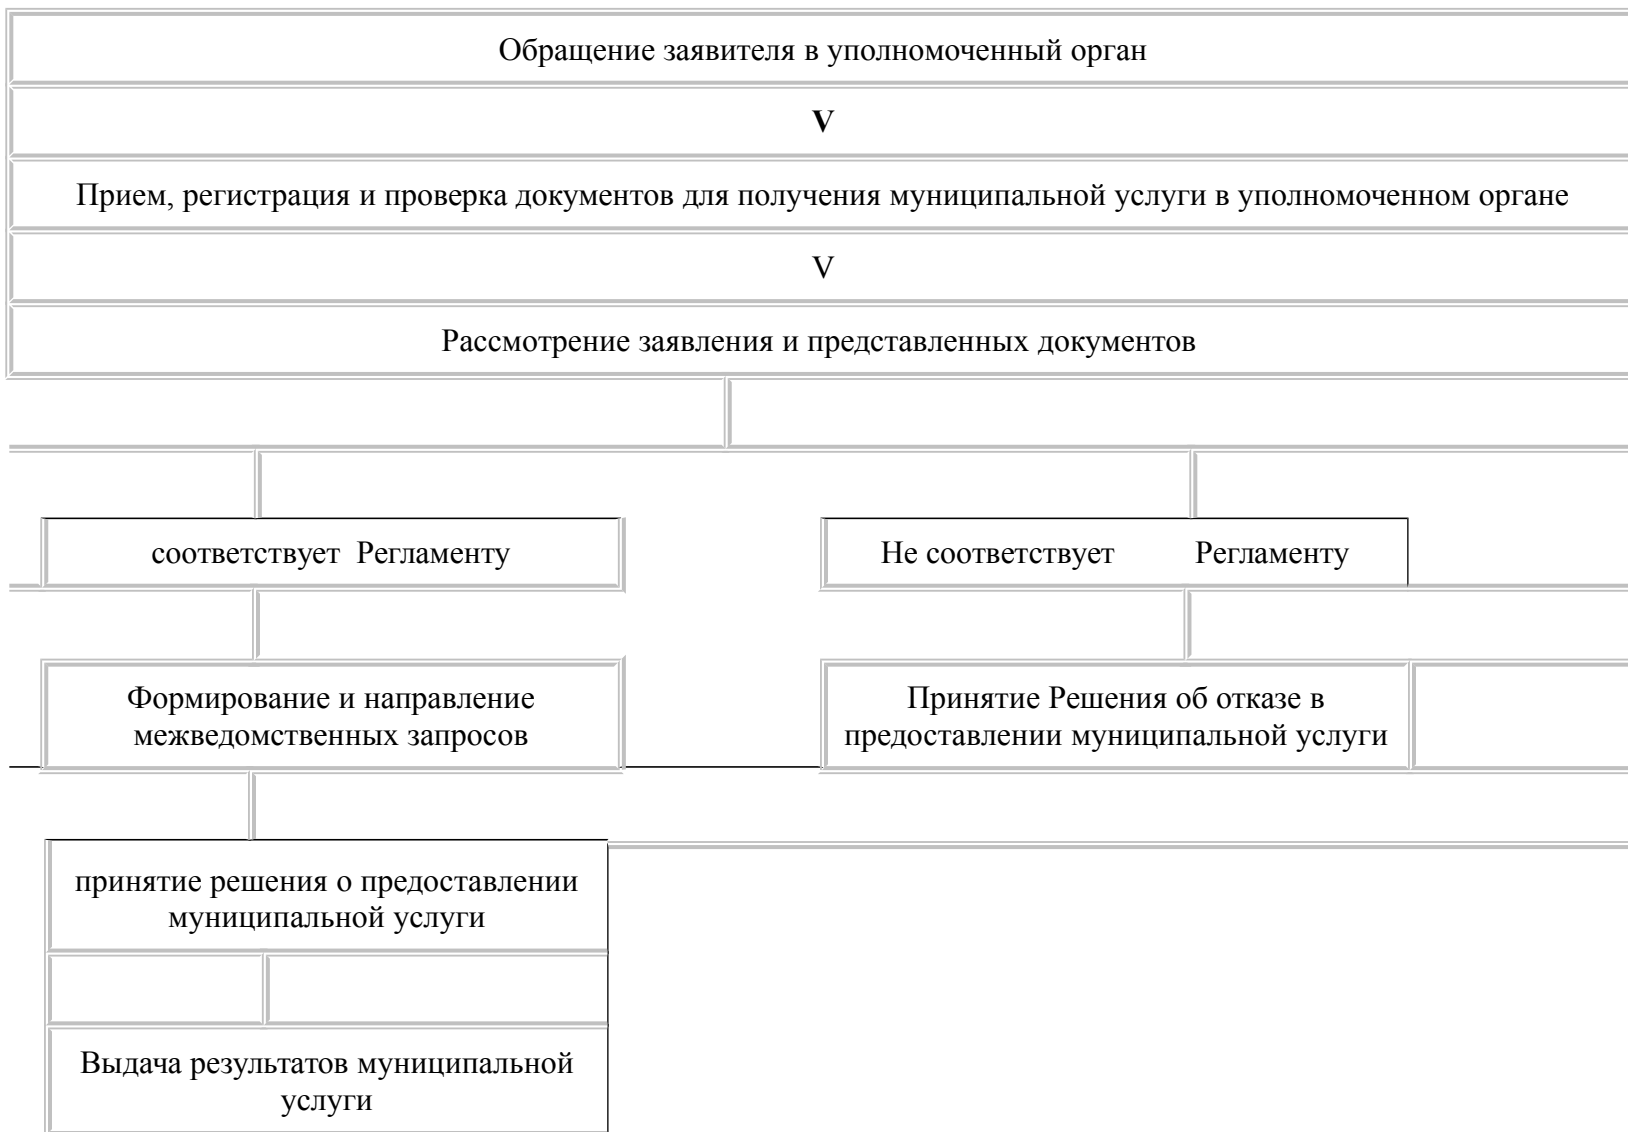 Обращение заявителя в уполномоченный орган
V
Прием, регистрация и проверка документов для получения муниципальной услуги в уполномоченном органе
V
Рассмотрение заявления и представленных документов
соответствует Регламенту
Не соответствует Регламенту
Формирование и направление
межведомственных запросов
Принятие Решения об отказе в
предоставлении муниципальной услуги
принятие решения о предоставлении
муниципальной услуги
Выдача результатов муниципальной
услуги